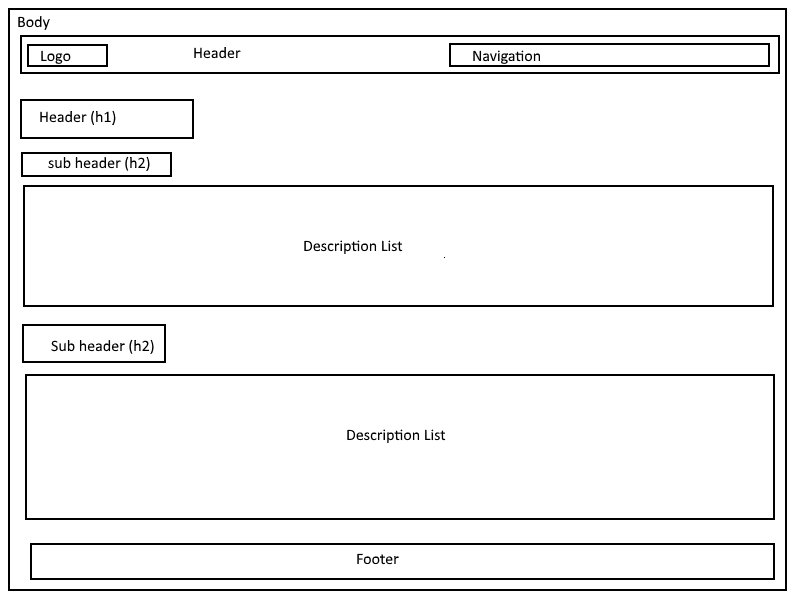 Body
Logo
Header
Navigation
Header (h1)
sub header (h2)
Description List
Sub header (h2)
Description List
Footer